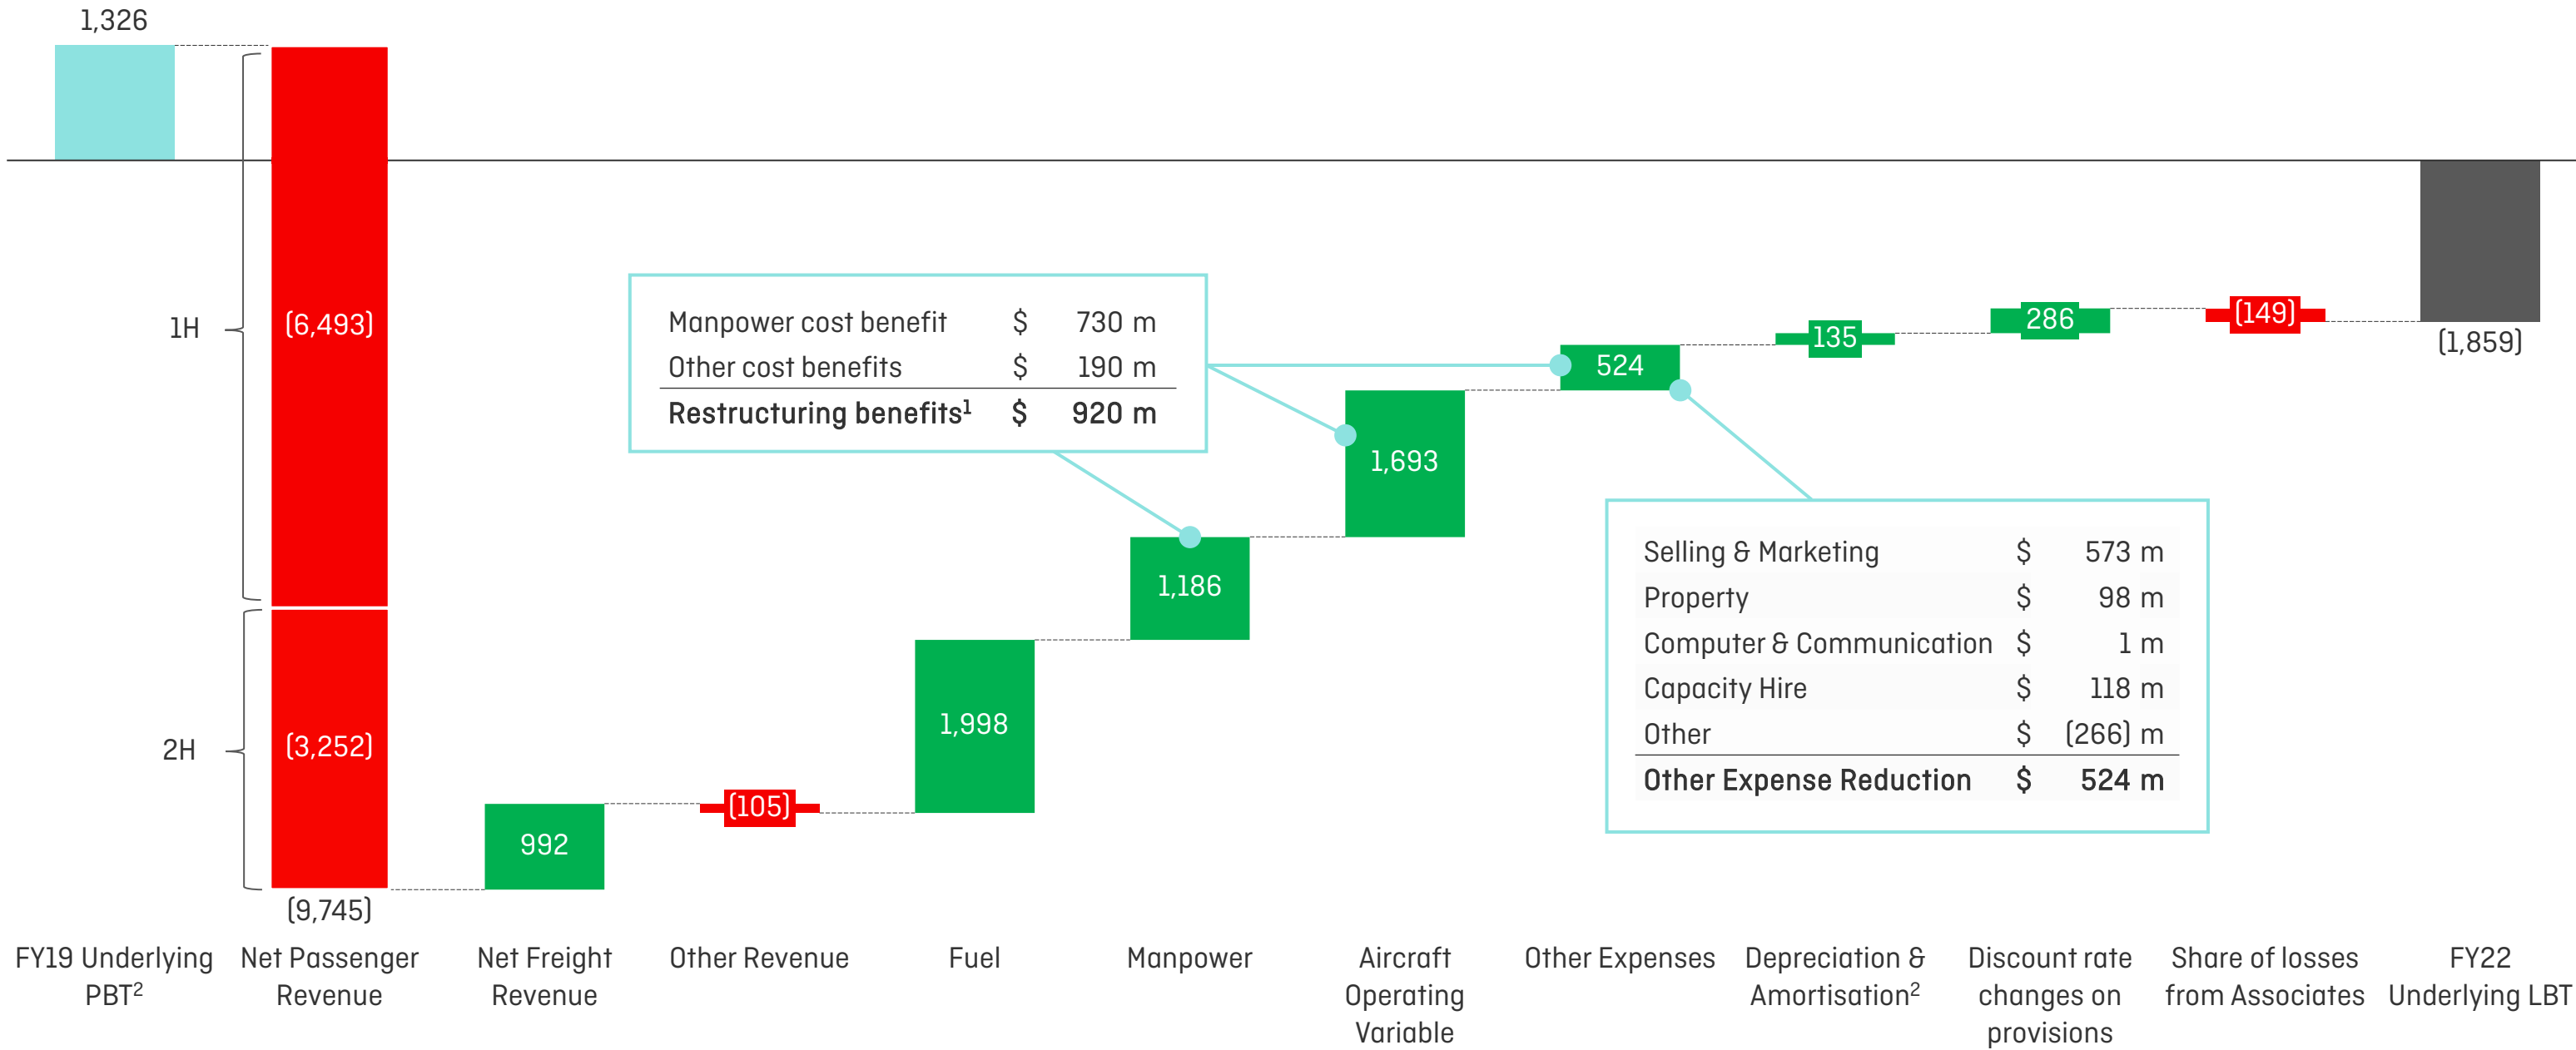 1,326
1H
(6,493)
2H
(3,252)
(9,745)
992
(105)
1,998
1,186
1,693
524
135
286
(149)
(1,859)
Manpower cost benefit $ 730 m
Other cost benefits $ 190 m
Restructuring benefits1 $ 920 m
Selling & Marketing $ 573 m
Property $ 98 m
Computer & Communication $ 1 m
Capacity Hire $ 118 m
Other $ (266) m
Other Expense Reduction $ 524 m
FY19 Underlying
PBT2
Net Passenger
Revenue
Net Freight
Revenue
Other Revenue
Fuel
Manpower
Aircraft
Operating
Variable
Other Expenses
Depreciation &
Amortisation2
Discount rate
changes on
provisions
Share of losses
from Associates
FY22
Underlying LBT